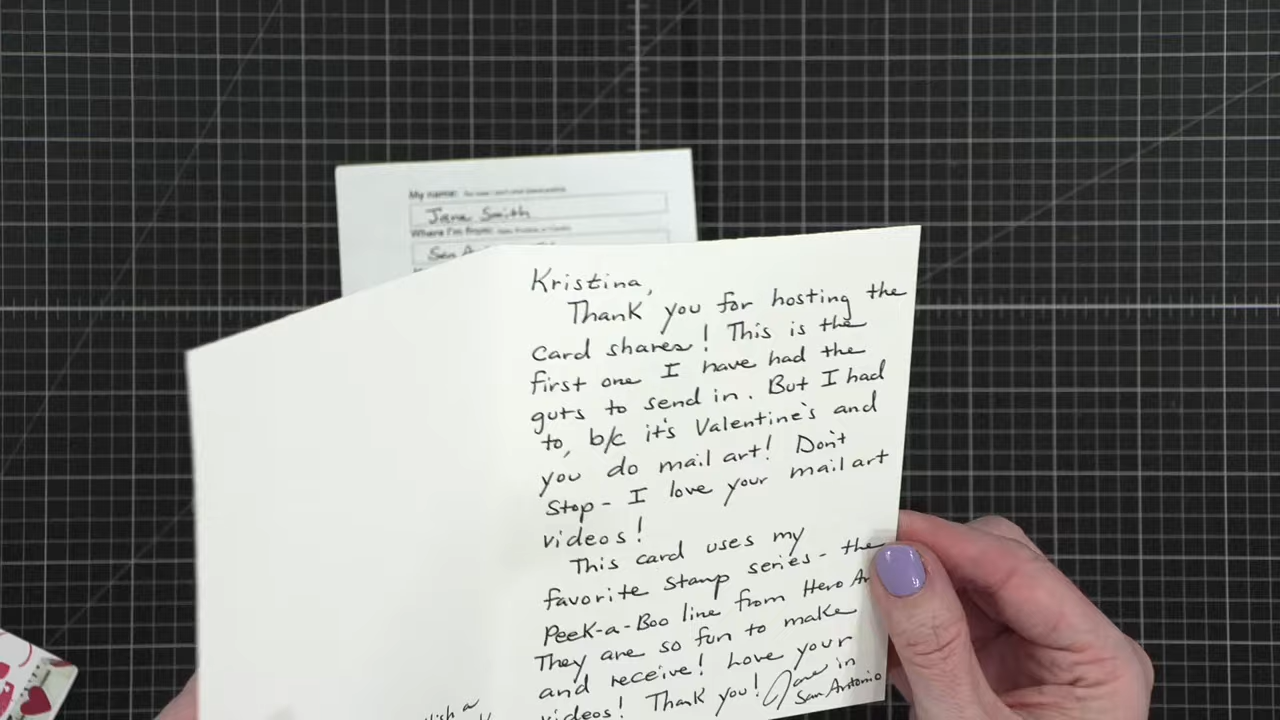 My name:
Jane Smith
Where I'm from:
Kristina,
Thank you for hosting the
card shares! This is the
first one I have had the
guts to send in. But I had
to, b/c it's Valentine's and
you do mail art! Don't
stop - I love your mail art
videos!
This card uses my
favorite stamp series - the
Peek-a-Boo line from Hero Ar
They are so fun to make
and receive! Love your
videos! Thank you! Jane in
San Antonio